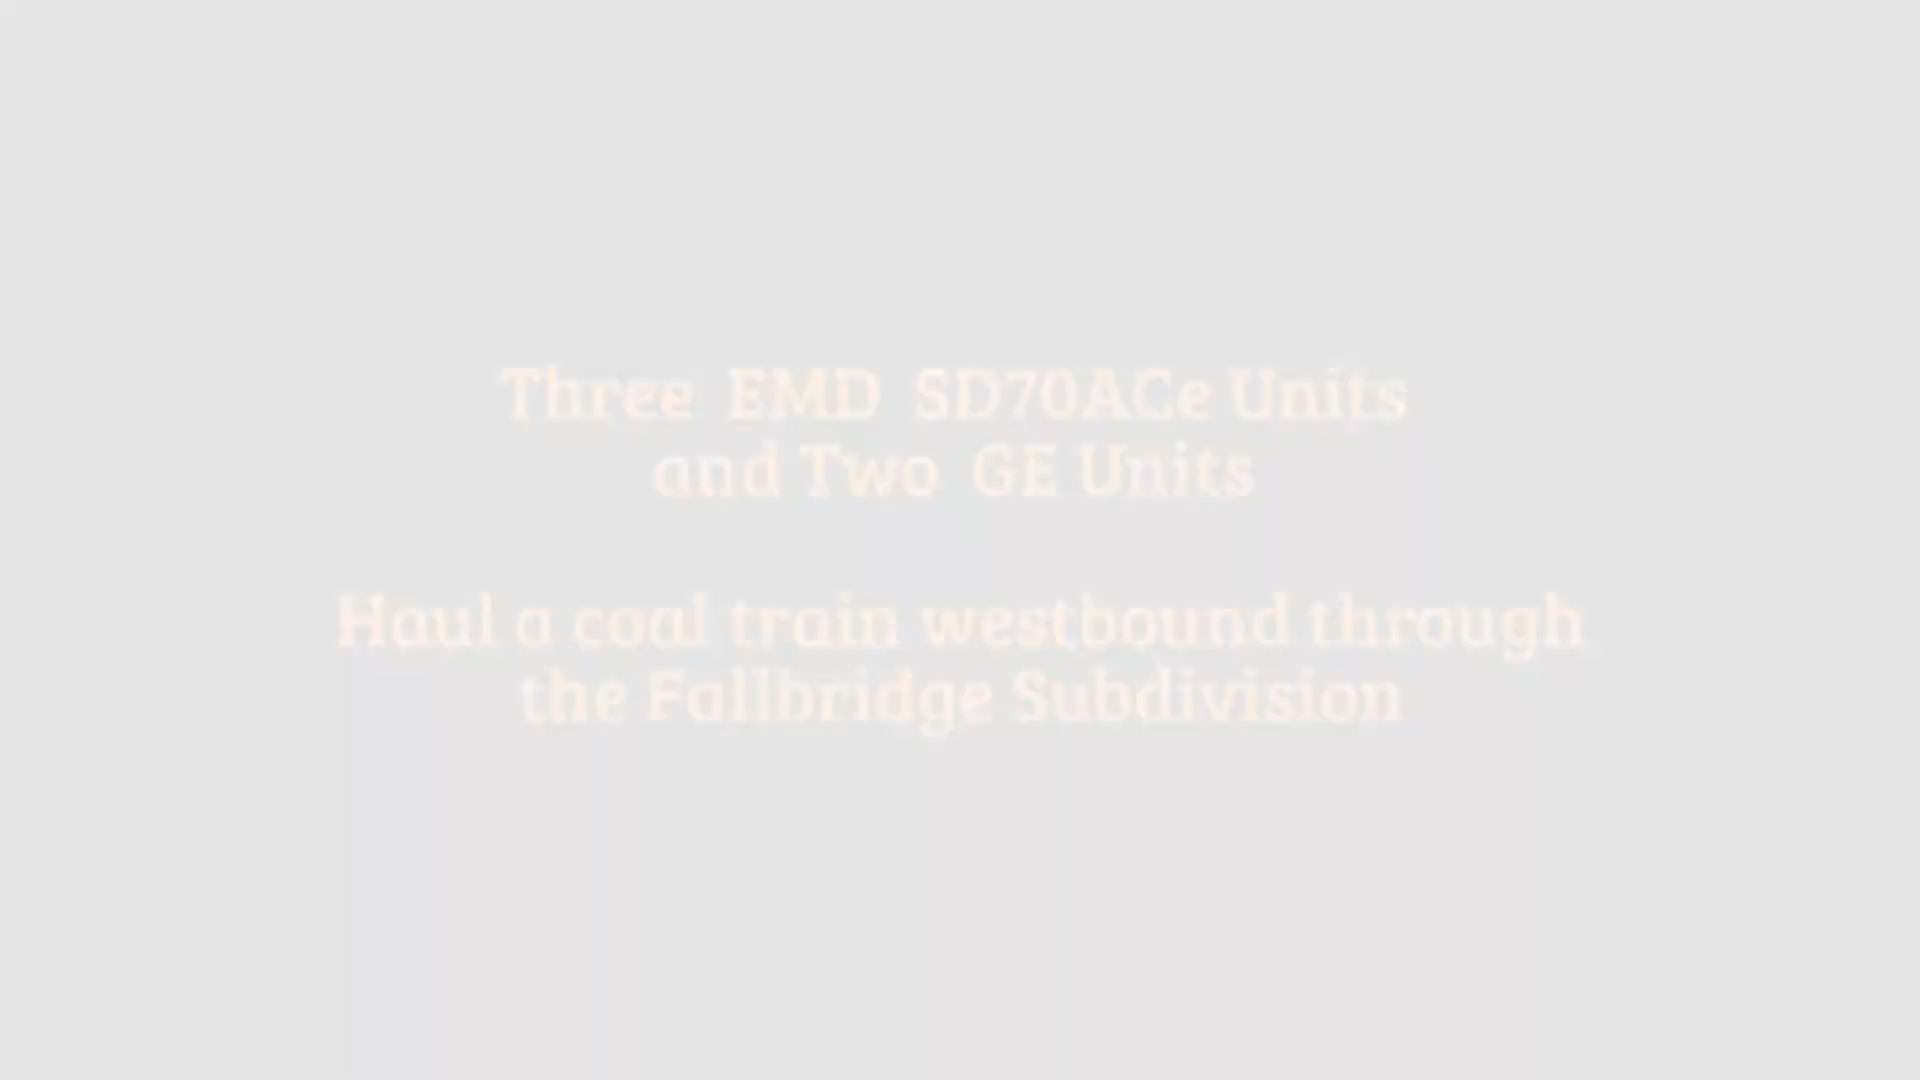 Three EMD SD70ACe Units
and Two GE Units
Haul a coal train westbound through
the Fallbridge Subdivision